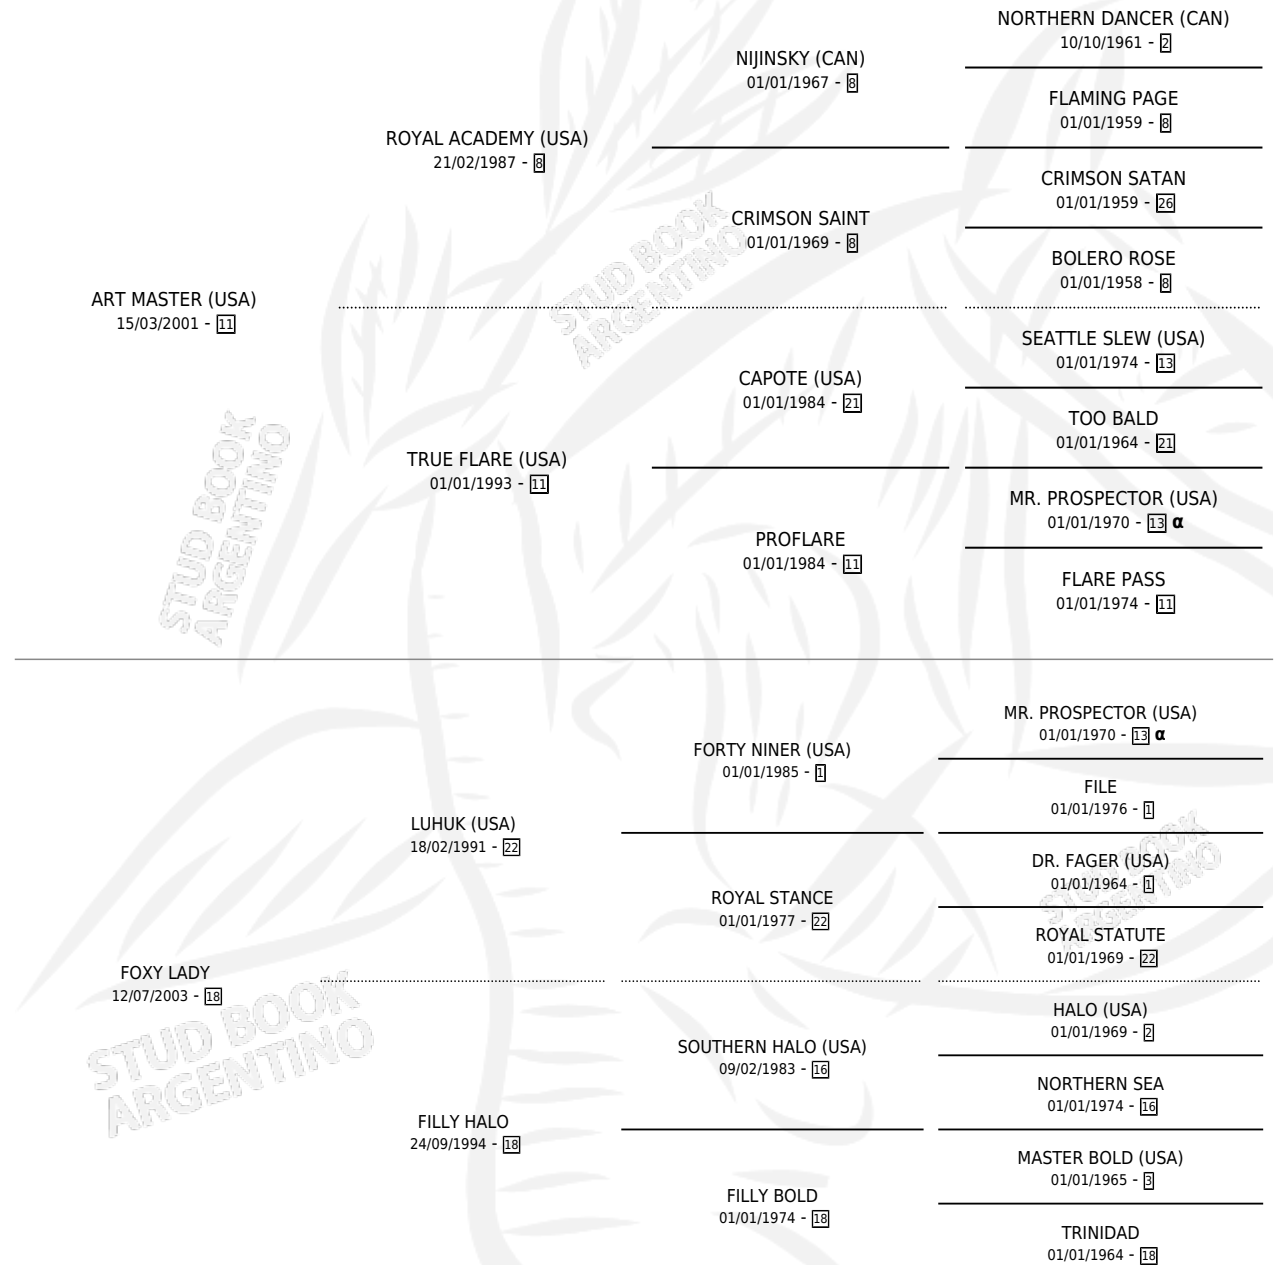 NORTHERN DANCER (CAN)
10/10/1961 - 2
NIJINSKY (CAN)
01/01/1967 - 8
FLAMING PAGE
01/01/1959 - 8
ROYAL ACADEMY (USA)
21/02/1987 - 8
CRIMSON SATAN
01/01/1959 - 26
CRIMSON SAINT
01/01/1969 - 8
BOLERO ROSE
01/01/1958 - 8
ART MASTER (USA)
15/03/2001 - 11
SEATTLE SLEW (USA)
01/01/1974 - 13
CAPOTE (USA)
01/01/1984 - 21
TOO BALD
01/01/1964 - 21
TRUE FLARE (USA)
01/01/1993 - 11
MR. PROSPECTOR (USA)
01/01/1970 - 13 α
PROFLARE
01/01/1984 - 11
FLARE PASS
01/01/1974 - 11
MR. PROSPECTOR (USA)
01/01/1970 - 13 α
FORTY NINER (USA)
01/01/1985 - 1
FILE
01/01/1976 - 1
LUHUK (USA)
18/02/1991 - 22
DR. FAGER (USA)
01/01/1964 - 1
ROYAL STANCE
01/01/1977 - 22
ROYAL STATUTE
01/01/1969 - 22
FOXY LADY
12/07/2003 - 18
HALO (USA)
01/01/1969 - 2
SOUTHERN HALO (USA)
09/02/1983 - 16
NORTHERN SEA
01/01/1974 - 16
FILLY HALO
24/09/1994 - 18
MASTER BOLD (USA)
01/01/1965 - 3
FILLY BOLD
01/01/1974 - 18
TRINIDAD
01/01/1964 - 18
STUD BOOK
ARGENTINO
STUD BOOK
ARGENTINO
STUD BOOK
ARGENTINO
STUD BOOK
ARGENTINO